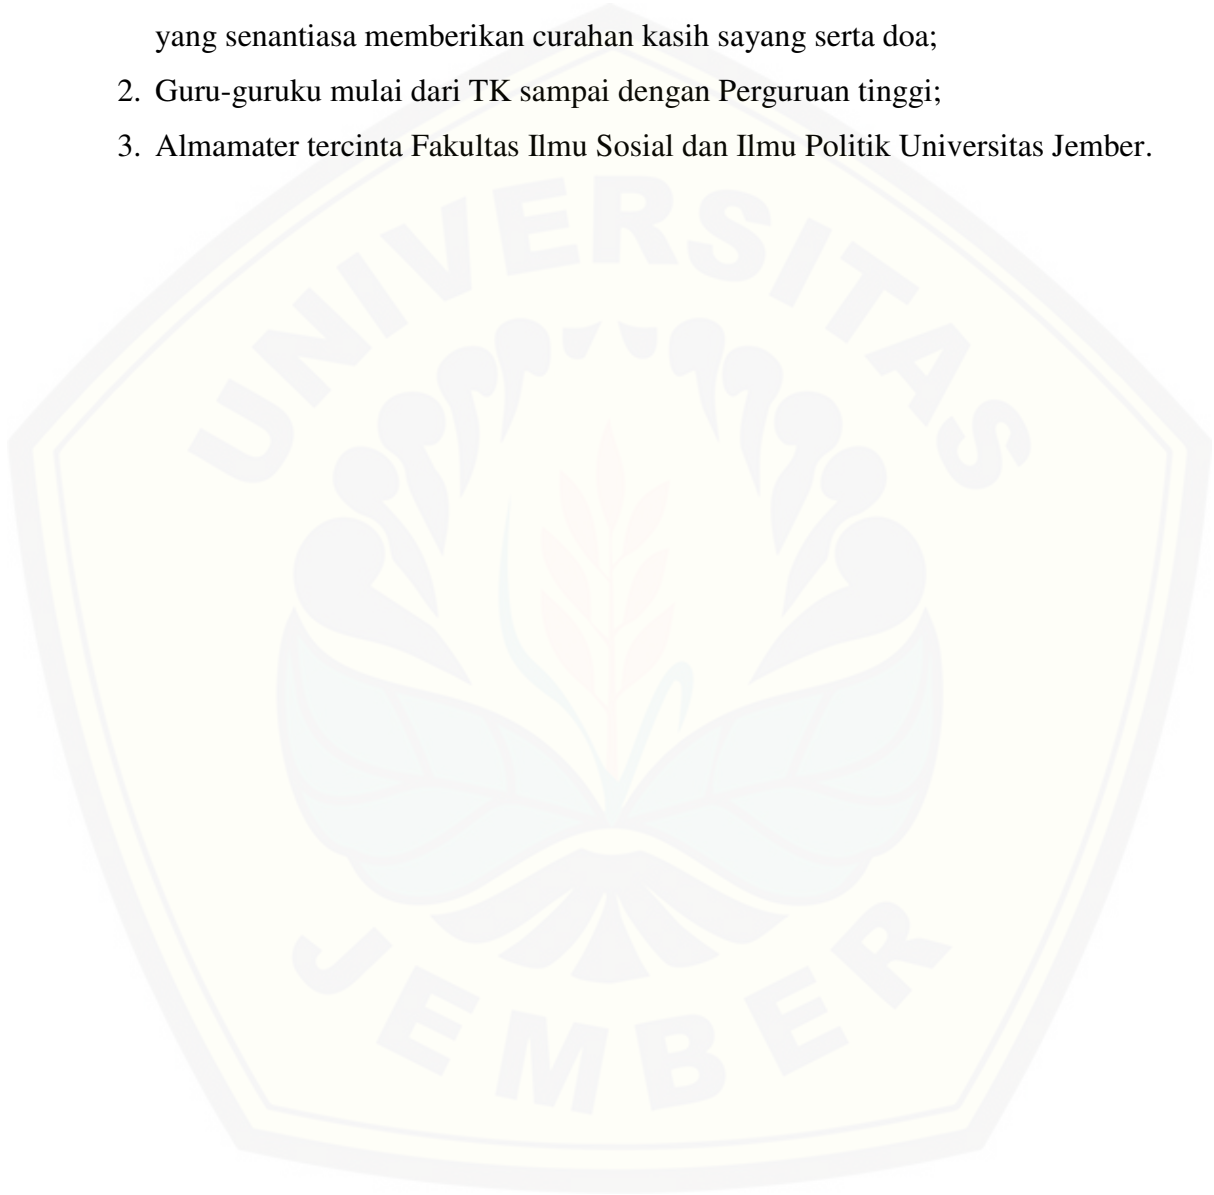 yang senantiasa memberikan curahan kasih sayang serta doa;
2. Guru-guruku mulai dari TK sampai dengan Perguruan tinggi;
3. Almamater tercinta Fakultas Ilmu Sosial dan Ilmu Politik Universitas Jember.
UNIVERSITAS
JEMBER